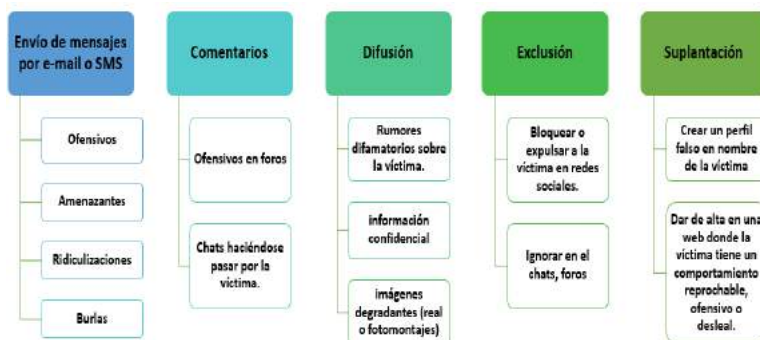 Envío de mensajes
por e-mail o SMS
Ofensivos
Amenazantes
Ridiculizaciones
Burlas
Comentarios
Ofensivos en foros
Chats haciéndose
pasar por la
víctima.
Difusión
Rumores
difamatorios sobre
la víctima.
información
confidencial
imágenes
degradantes (real
o fotomontajes)
Exclusión
Bloquear o
expulsar a la
víctima en redes
sociales.
Ignorar en el
chats, foros
Suplantación
Crear un perfil
falso en nombre
de la víctima
Dar de alta en una
web donde la
víctima tiene un
comportamiento
reprochable,
ofensivo o
desleal.